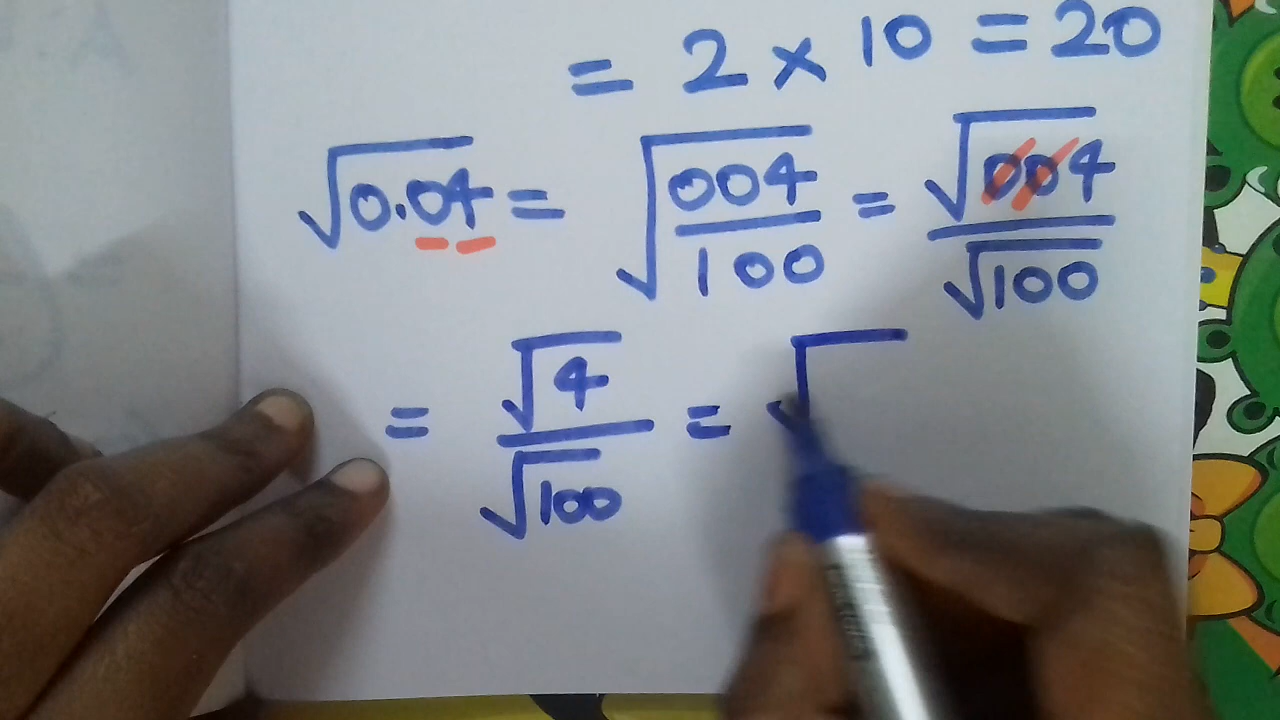 = 2 × 10 = 20
√0.04 = √004/100 = √004/√100
= √4/√100 = √